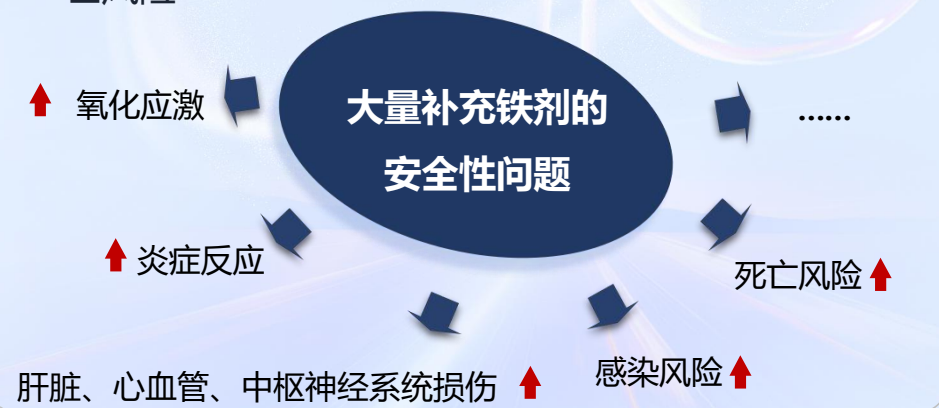 大量补充铁剂的
安全性问题
氧化应激
......
炎症反应
死亡风险
肝脏、心血管、中枢神经系统损伤
感染风险